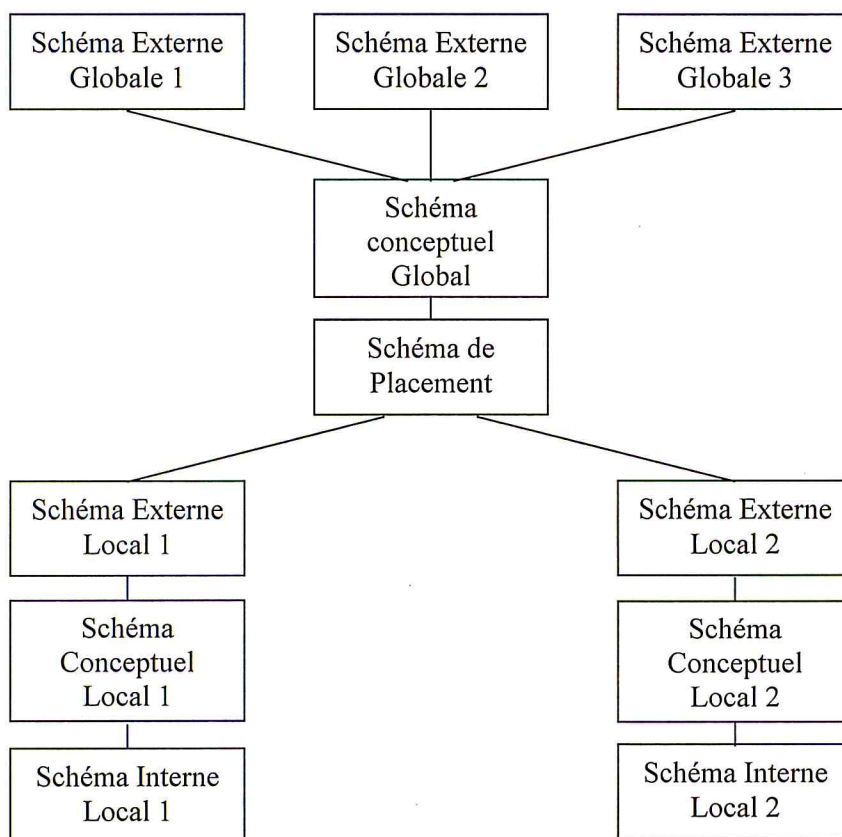 Schéma Externe
Globale 1
Schéma Externe
Globale 2
Schéma Externe
Globale 3
Schéma
conceptuel
Global
Schéma de
Placement
Schéma Externe
Local 1
Schéma Externe
Local 2
Schéma
Conceptuel
Local 1
Schéma
Conceptuel
Local 2
Schéma Interne
Local 1
Schéma Interne
Local 2